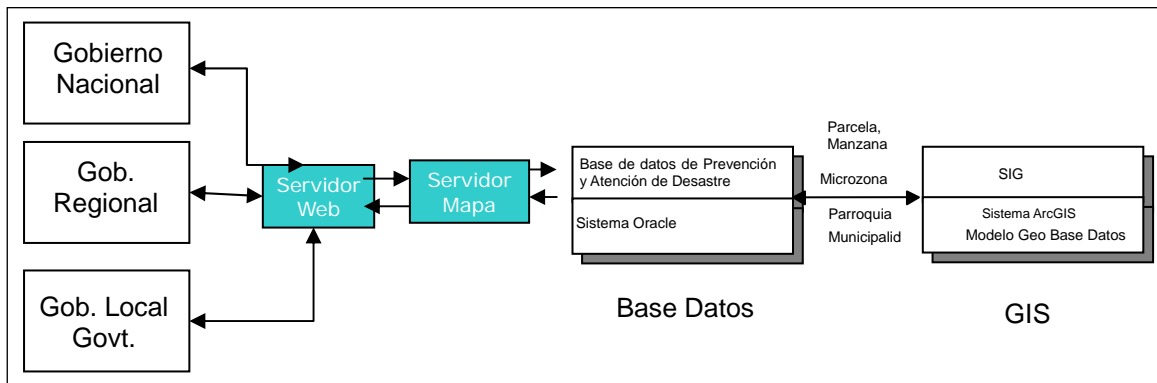 Gobierno
Nacional
Gob.
Regional
Gob. Local
Govt.
Servidor
Web
Servidor
Mapa
Base de datos de Prevención
y Atención de Desastre
Sistema Oracle
Base Datos
Parcela,
Manzana
Microzona
Parroquia
Municipalid
SIG
Sistema ArcGIS
Modelo Geo Base Datos
GIS